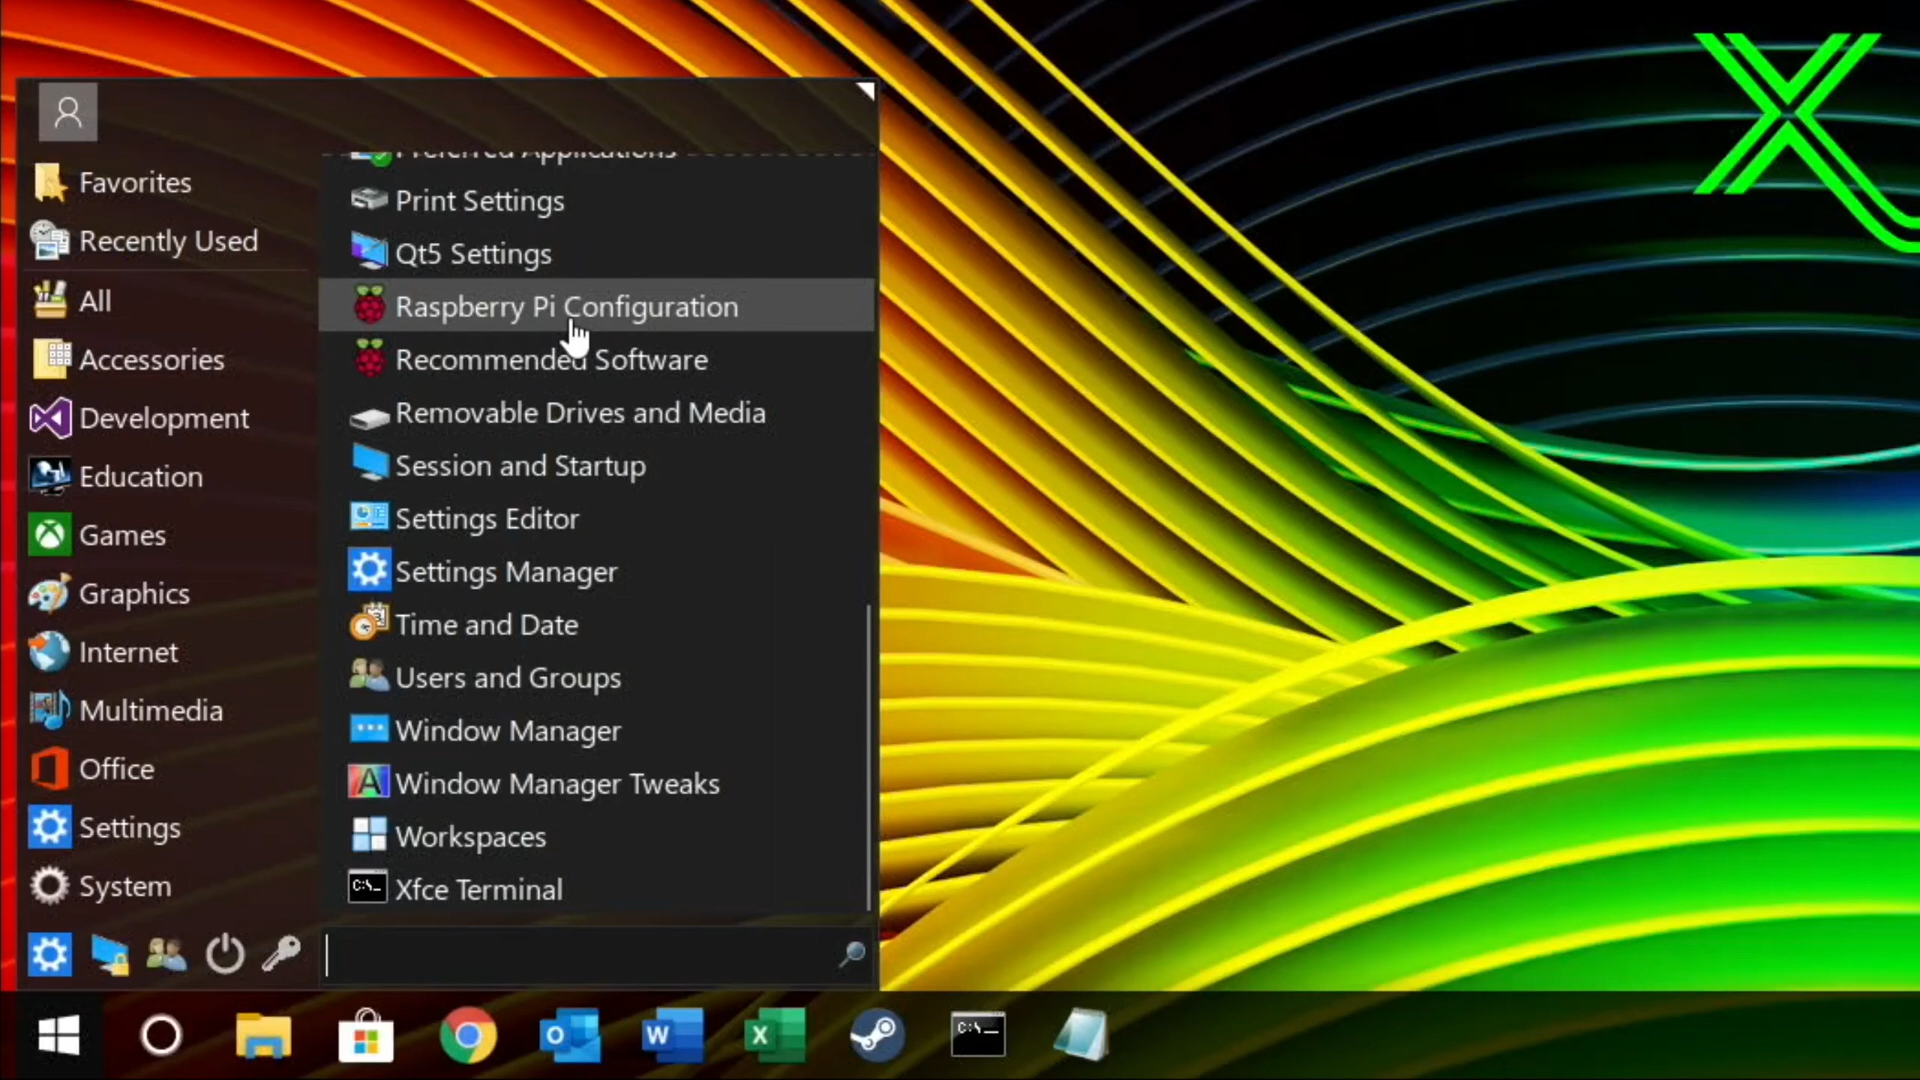 Favorites
Recently Used
All
Accessories
Development
Education
Games
Graphics
Internet
Multimedia
Office
Settings
System
Preferred Applications
Print Settings
Qt5 Settings
Raspberry Pi Configuration
Recommended Software
Removable Drives and Media
Session and Startup
Settings Editor
Settings Manager
Time and Date
Users and Groups
Window Manager
Window Manager Tweaks
Workspaces
C:\_ Xfce Terminal
O
W
X
C:\_